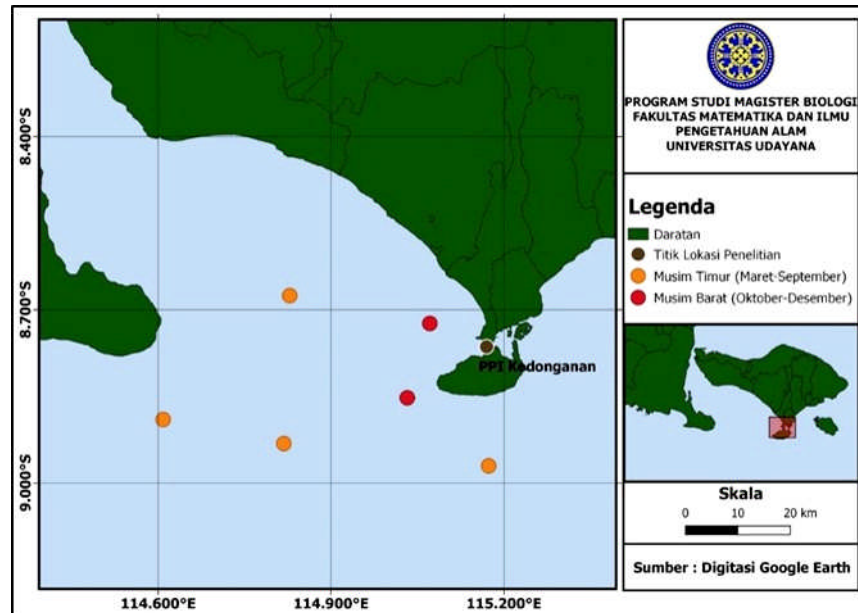 PROGRAM STUDI MAGISTER BIOLOGI
FAKULTAS MATEMATIKA DAN ILMU
PENGETAHUAN ALAM
UNIVERSITAS UDAYANA
Legenda
Daratan
Titik Lokasi Penelitian
Musim Timur (Maret-September)
Musim Barat (Oktober-Desember)
8.400°S
8.700°S
9.000°S
PPI Kedonganan
114.600°E 114.900°E 115.200°E
Skala
0 10 20 km
Sumber : Digitasi Google Earth